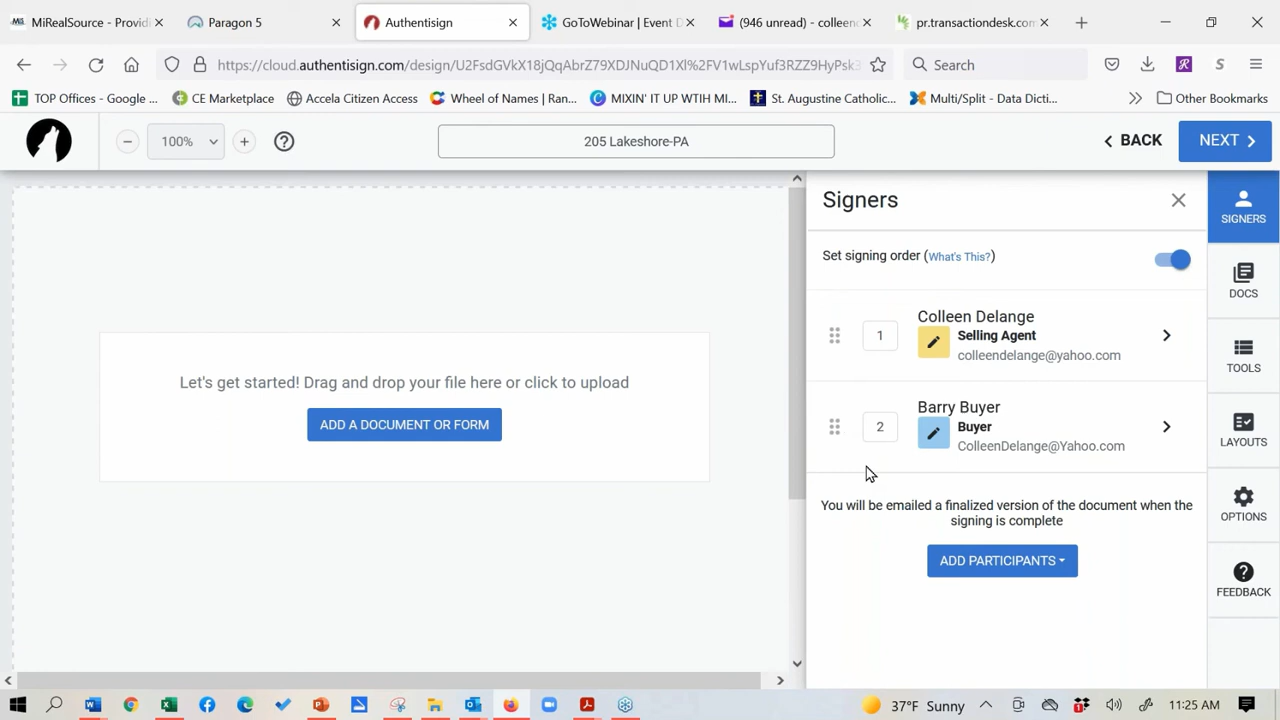 MiRealSource - Providi
Paragon 5
Authentisign
GoToWebinar | Event D
(946 unread) - colleen
pr.transactiondesk.com
https://cloud.authentisign.com/design/U2FsdGVkX18jQqAbrZ79XDJNuQD1Xl%2FV1wLspYuf3RZZ9HyPsk3
Search
TOP Offices - Google ...
CE Marketplace
Accela Citizen Access
Wheel of Names | Ran...
MIXIN' IT UP WTIH MI...
St. Augustine Catholic...
Multi/Split - Data Dicti...
Other Bookmarks
100%
205 Lakeshore-PA
BACK
NEXT
Signers
SIGNERS
Set signing order (What's This?)
DOCS
Colleen Delange
1
Selling Agent
colleendelange@yahoo.com
TOOLS
Let's get started! Drag and drop your file here or click to upload
ADD A DOCUMENT OR FORM
Barry Buyer
2
Buyer
ColleenDelange@Yahoo.com
LAYOUTS
You will be emailed a finalized version of the document when the
signing is complete
OPTIONS
ADD PARTICIPANTS
FEEDBACK
37°F Sunny
11:25 AM